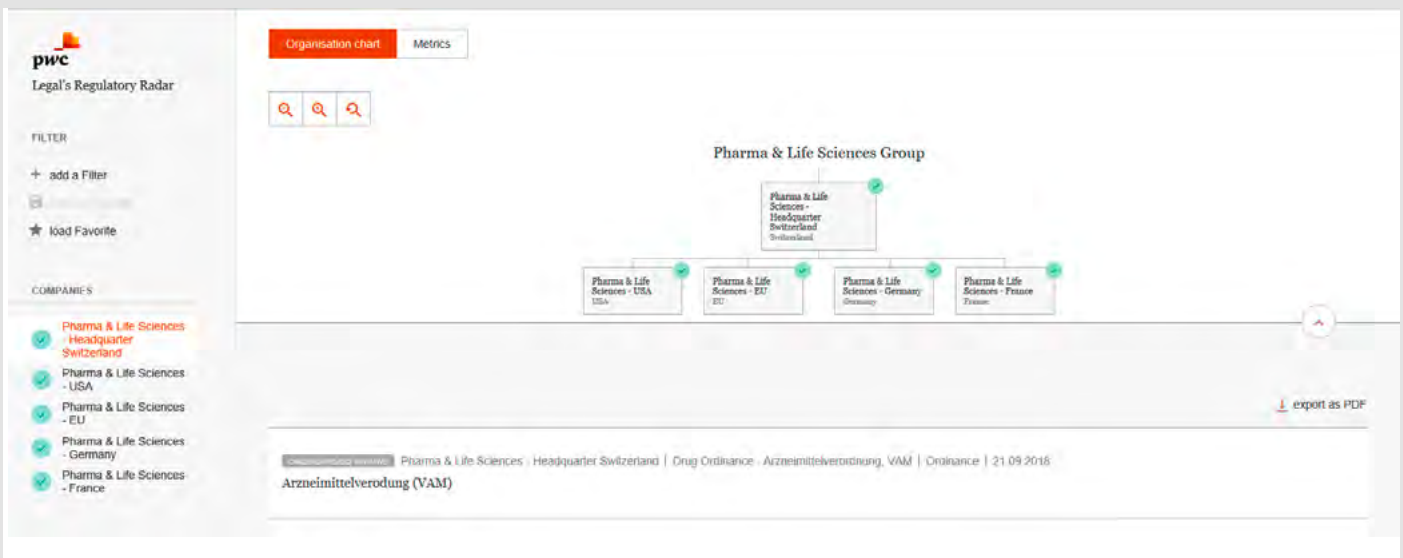 pwc
Legal's Regulatory Radar
FILTER
+ add a Filter
load Favorite
COMPANIES
Pharma & Life Sciences
- Headquarter
Switzerland
Pharma & Life Sciences
- USA
Pharma & Life Sciences
- EU
Pharma & Life Sciences
- Germany
Pharma & Life Sciences
- France
Organisation chart
Metrics
Pharma & Life Sciences Group
Pharma & Life
Sciences -
Headquarter
Switzerland
Switzerland
Pharma & Life
Sciences - USA
USA
Pharma & Life
Sciences - EU
EU
Pharma & Life
Sciences - Germany
Germany
Pharma & Life
Sciences - France
France
export as PDF
Pharma & Life Sciences - Headquarter Switzerland | Drug Ordinance - Arzneimittelverordnung, VAM | Ordinance | 21.09.2018
Arzneimittelverodung (VAM)